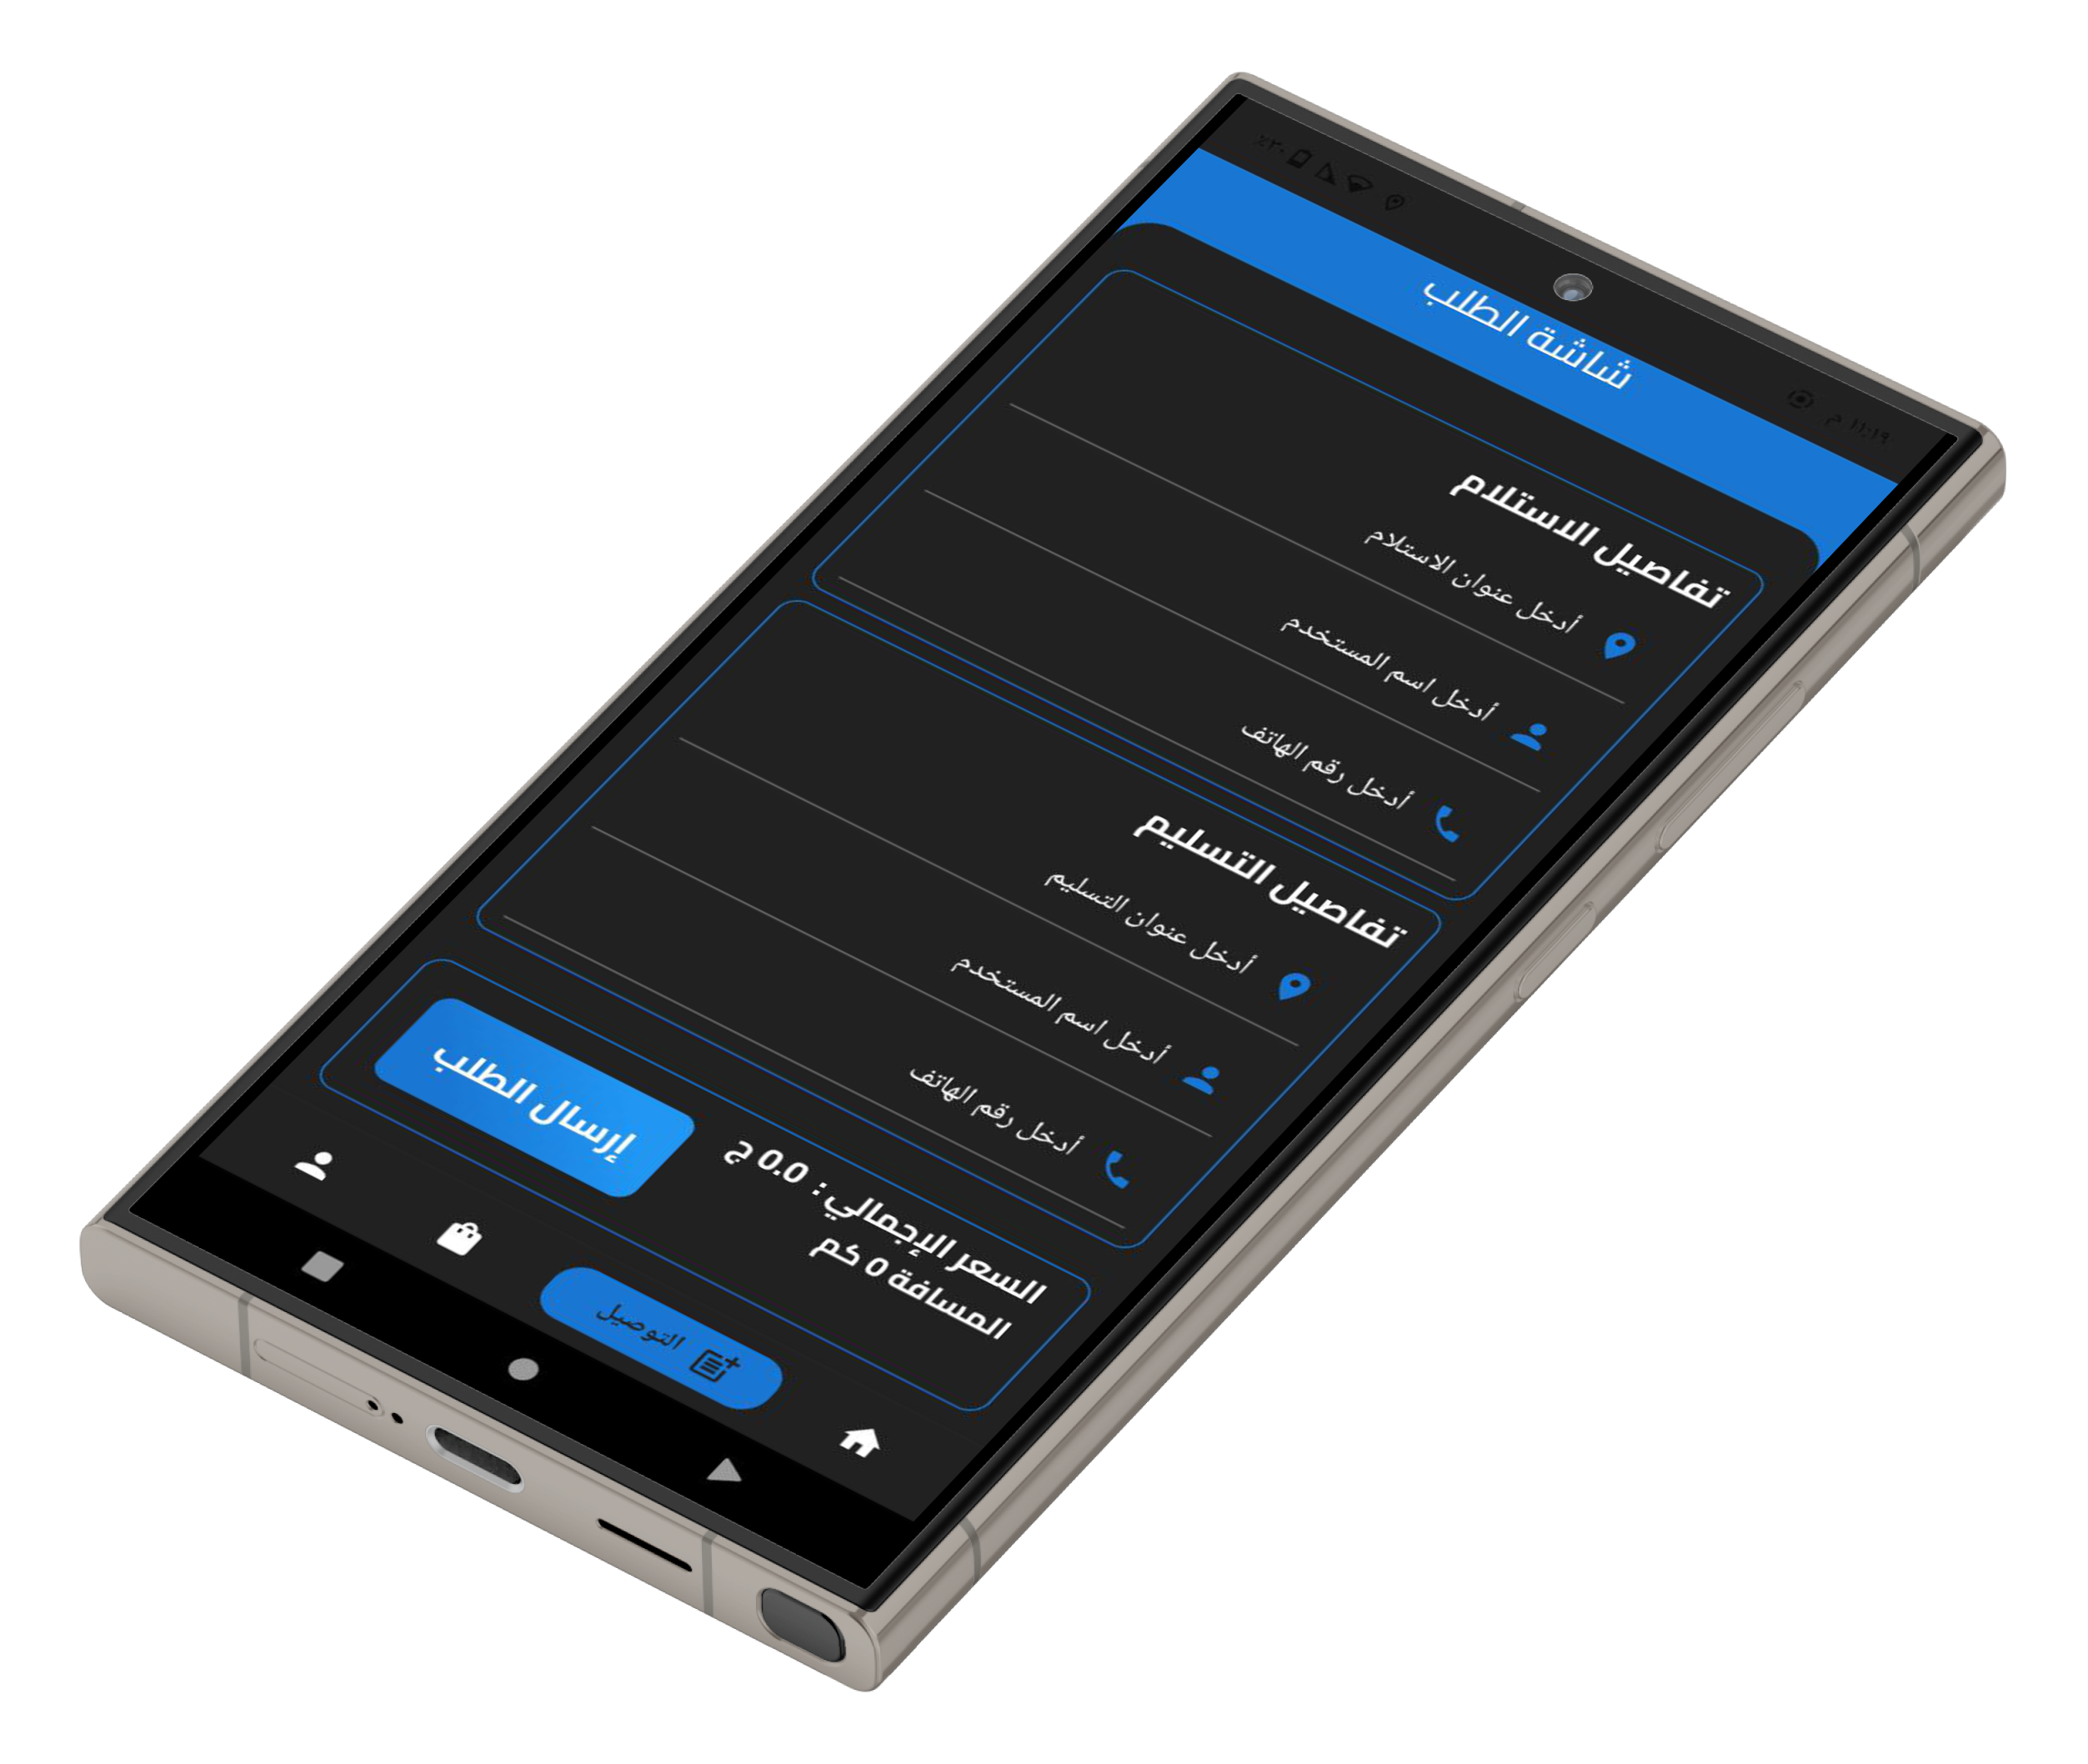 ١١:١٩ م
٪٣٠
شاشة الطلب
تفاصيل الاستلام
أدخل عنوان الاستلام
أدخل اسم المستخدم
أدخل رقم الهاتف
تفاصيل التسليم
أدخل عنوان التسليم
أدخل اسم المستخدم
أدخل رقم الهاتف
السعر الإجمالي: 0.0 ج
المسافة 0 كم
إرسال الطلب
التوصيل